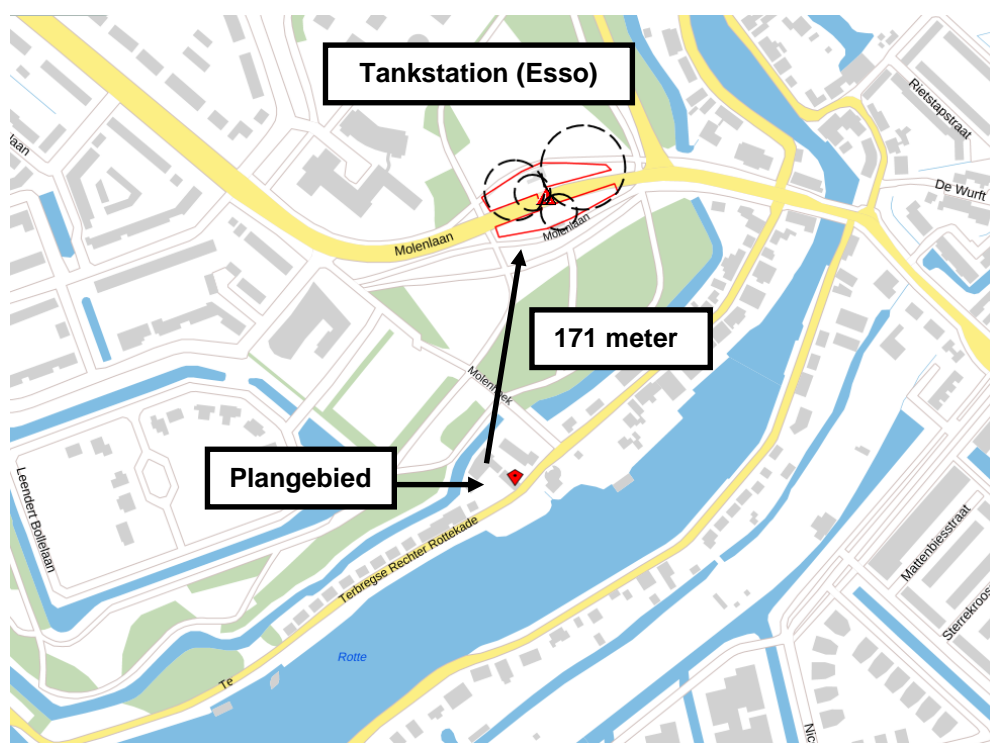 Tankstation (Esso)
Rietstapstraat
laan
De Wurft
Molenlaan
Molenlaan
171 meter
Molenhoek
Plangebied
Leendert Bollelaan
Terbregse Rechter Rottekade
Mattenbiesstraat
Sterrekroos
Rotte
Te
Nic